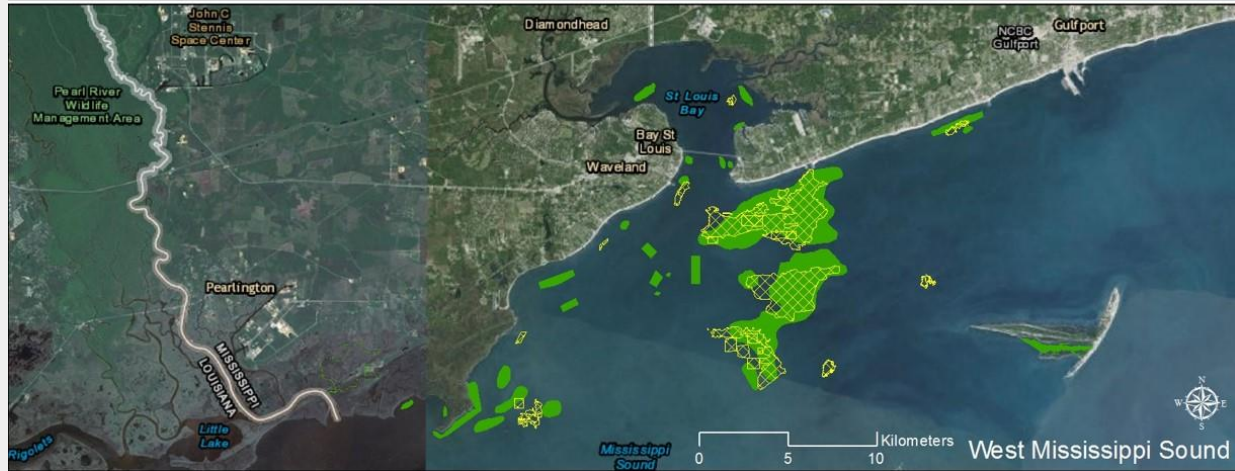 John C
Stennis
Space Center
Diamondhead
NCBC
Gulfport
Gulfport
Pearl River
Wildlife
Management Area
St Louis
Bay
Bay St
Louis
Waveland
Pearlington
MISSISSIPPI
LOUISIANA
Little
Lake
Rigolets
Mississippi
Sound
0 5 10
Kilometers
West Mississippi Sound
N
W E
S